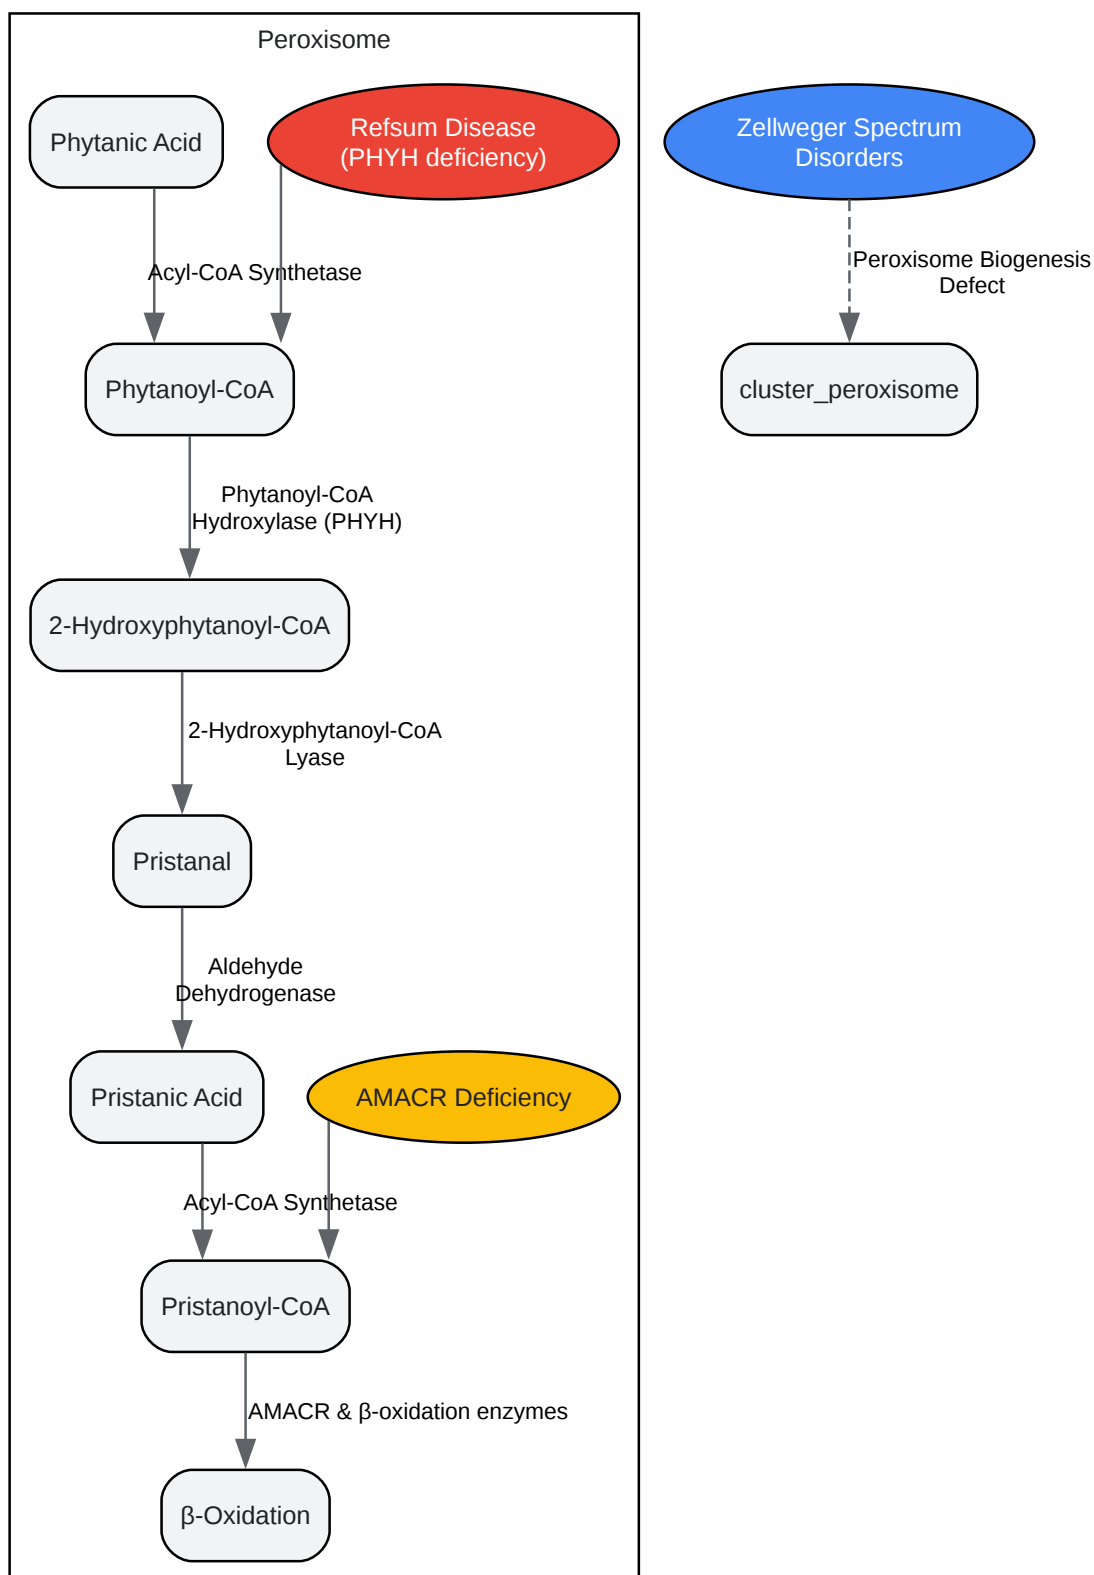 Peroxisome
Phytanic Acid
Refsum Disease
(PHYH deficiency)
Zellweger Spectrum
Disorders
Acyl-CoA Synthetase
Peroxisome Biogenesis
Defect
Phytanoyl-CoA
cluster_peroxisome
Phytanoyl-CoA
Hydroxylase (PHYH)
2-Hydroxyphytanoyl-CoA
2-Hydroxyphytanoyl-CoA
Lyase
Pristanal
Aldehyde
Dehydrogenase
Pristanic Acid
AMACR Deficiency
Acyl-CoA Synthetase
Pristanoyl-CoA
AMACR & β-oxidation enzymes
β-Oxidation